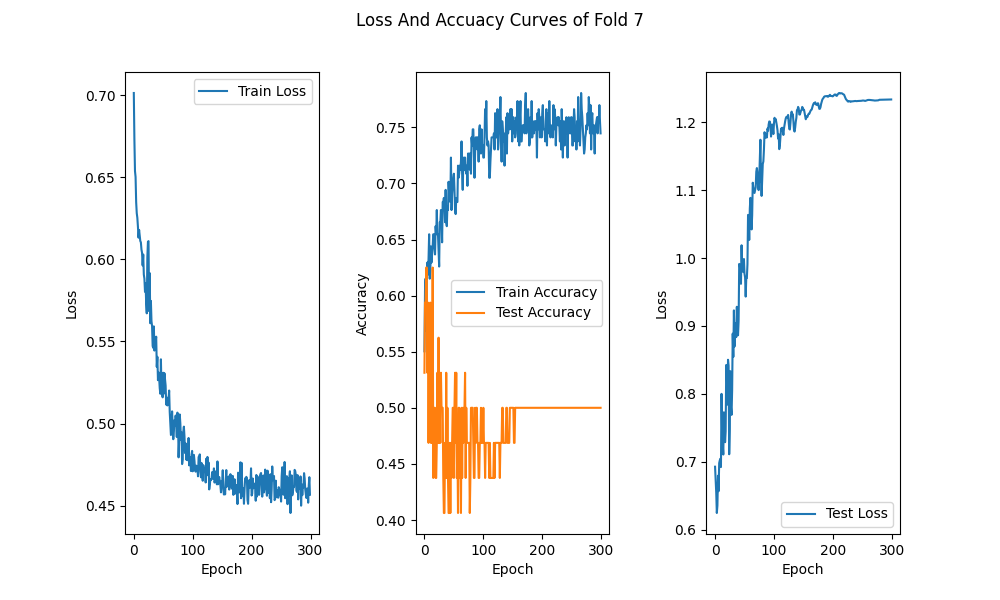 Loss And Accuacy Curves of Fold 7
Loss
0.70
0.65
0.60
0.55
0.50
0.45
Train Loss
0 100 200 300
Epoch
Accuracy
0.75
0.70
0.65
0.60
0.55
0.50
0.45
0.40
Train Accuracy
Test Accuracy
0 100 200 300
Epoch
Loss
1.2
1.1
1.0
0.9
0.8
0.7
0.6
Test Loss
0 100 200 300
Epoch